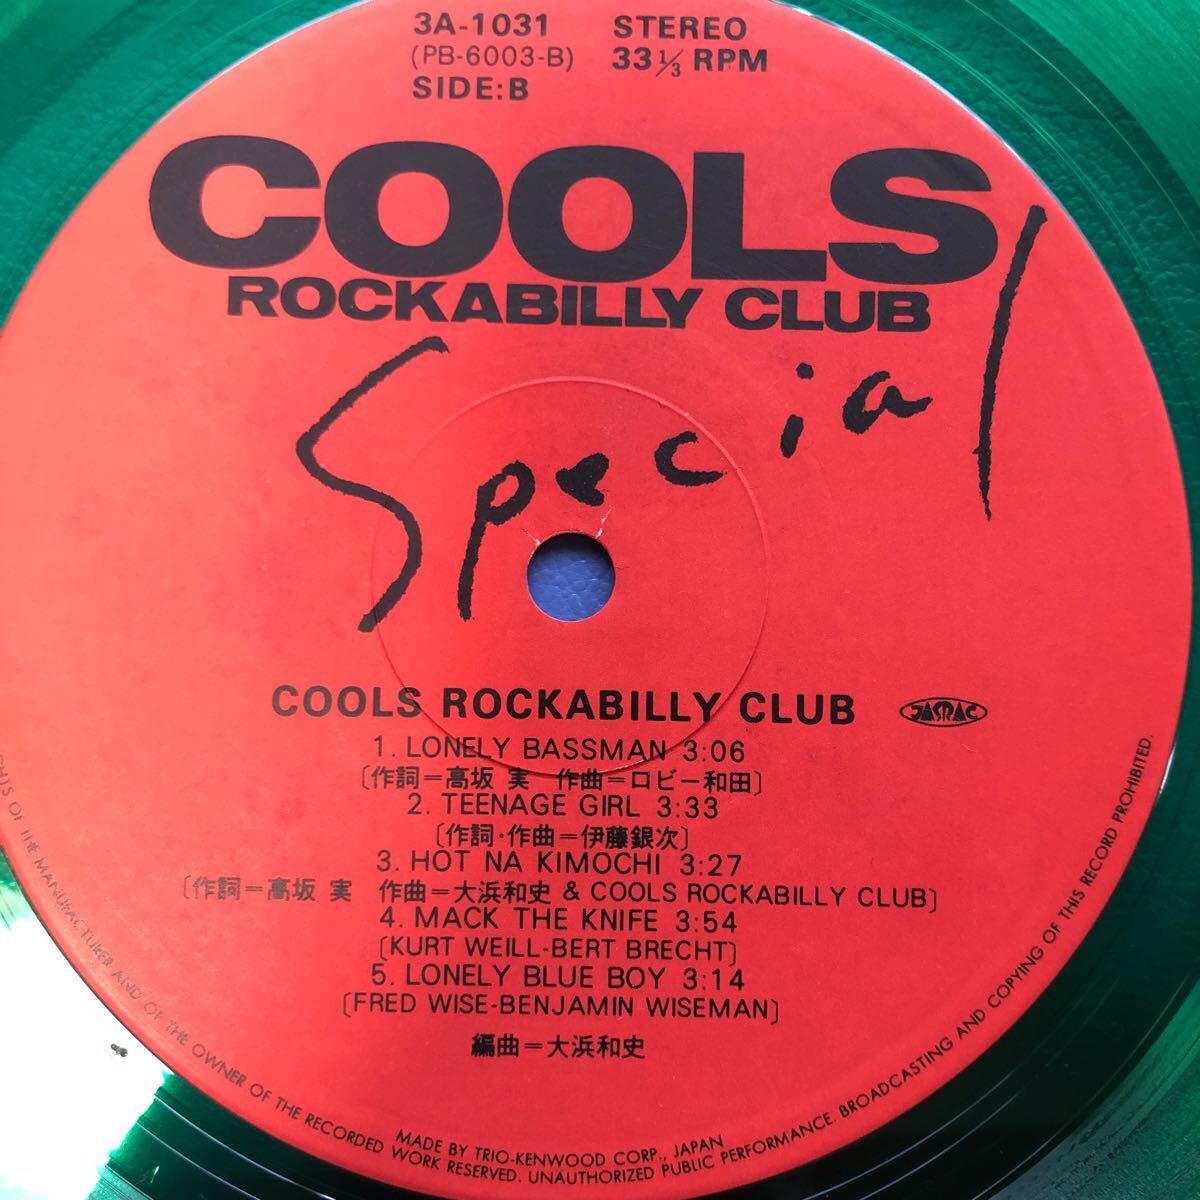 3A-1031 STEREO
(PB-6003-B) 33⅓ RPM
SIDE:B
COOLS
ROCKABILLY CLUB
Special
COOLS ROCKABILLY CLUB JASRAC
1. LONELY BASSMAN 3:06
〔作詞＝高坂 実 作曲＝ロビー和田〕
2. TEENAGE GIRL 3:33
〔作詞・作曲＝伊藤銀次〕
3. HOT NA KIMOCHI 3:27
〔作詞＝高坂 実 作曲＝大浜和史 & COOLS ROCKABILLY CLUB〕
4. MACK THE KNIFE 3:54
〔KURT WEILL-BERT BRECHT〕
5. LONELY BLUE BOY 3:14
〔FRED WISE-BENJAMIN WISEMAN〕
編曲＝大浜和史
MADE BY TRIO-KENWOOD CORP., JAPAN
OF THE MANUFACTURER AND OF THE OWNER OF THE RECORDED WORK RESERVED. UNAUTHORIZED PUBLIC PERFORMANCE. BROADCASTING AND COPYING OF THIS RECORD PROHIBITED.